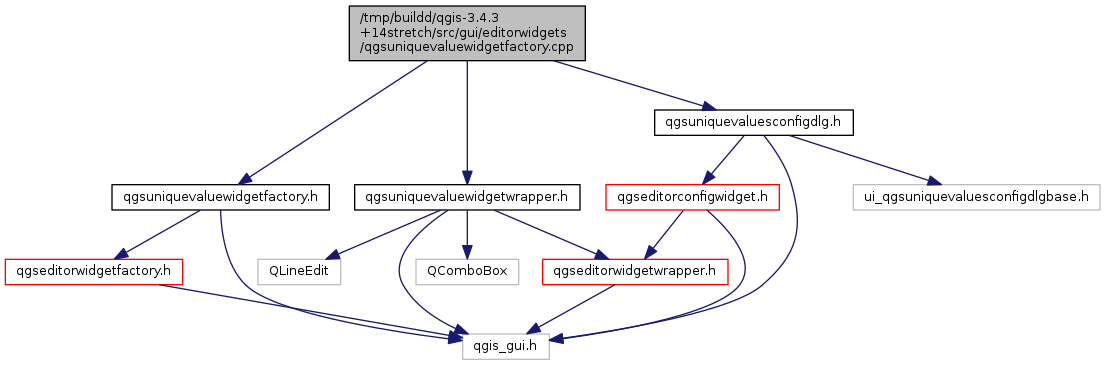 /tmp/buildd/qgis-3.4.3
+14stretch/src/gui/editorwidgets
/qgsuniquevaluewidgetfactory.cpp
qgsuniquevaluesconfigdlg.h
qgsuniquevaluewidgetfactory.h
qgsuniquevaluewidgetwrapper.h
qgseditorconfigwidget.h
ui_qgsuniquevaluesconfigdlgbase.h
qgseditorwidgetfactory.h
QLineEdit
QComboBox
qgseditorwidgetwrapper.h
qgis_gui.h